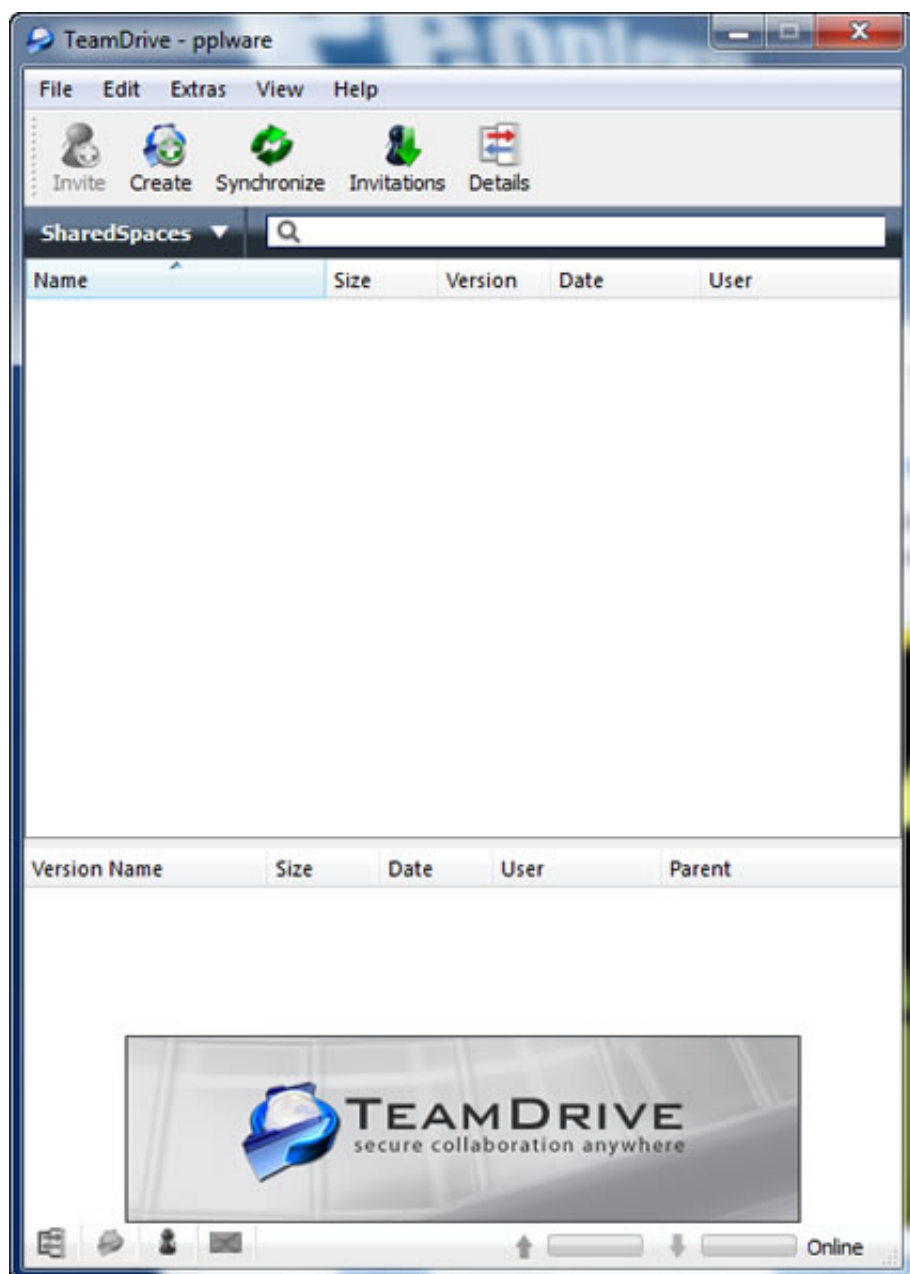 TeamDrive - pplware
File Edit Extras View Help
Invite Create Synchronize Invitations Details
SharedSpaces
Name Size Version Date User
Version Name Size Date User Parent
TEAMDRIVE
secure collaboration anywhere
Online